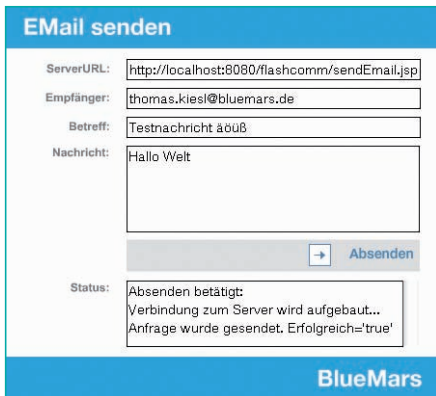 EMail senden
ServerURL: http://localhost:8080/flashcomm/sendEmail.jsp
Empfänger: thomas.kiesl@bluemars.de
Betreff: Testnachricht äöüß
Nachricht: Hallo Welt
Absenden
Status: Absenden betätigt:
Verbindung zum Server wird aufgebaut...
Anfrage wurde gesendet. Erfolgreich='true'
BlueMars